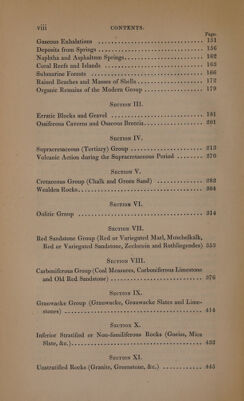 viii CONTENTS.
Page.
Gaseous Exhalations 151
Deposits from Springs 156
Naphtha and Asphaltum Springs 162
Coral Reefs and Islands 163
Submarine Forests 166
Raised Beaches and Masses of Shells 172
Organic Remains of the Modern Group 179
SECTION III.
Erratic Blocks and Gravel 181
Ossiferous Caverns and Osseous Breccia 201
SECTION IV.
Supracretaceous (Tertiary) Group 213
Volcanic Action during the Supracretaceous Period 270
SECTION V.
Cretaceous Group (Chalk and Green Sand)
Wealden Rocks 304
SECTION VI.
Oolitic Group 314
SECTION VII.
Red Sandstone Group (Red or Variegated Marl, Muschelkalk,
Red or Variegated Sandstone, Zechstein and Rothliegendes)
SECTION VIII.
Carboniferous Group (Coal Measures, Carboniferous Limestone
and Old Red Sandstone) 376
SECTION IX.
Grauwacke Group (Grauwacke, Grauwacke Slates and Lime-
stones) 414
SECTION X.
Inferior Stratified or Non-fossiliferous Rocks (Gneiss, Mica
Slate, &c.)
SECTION XI.
Unstratified Rocks (Granite, Greenstone, &c.) 445